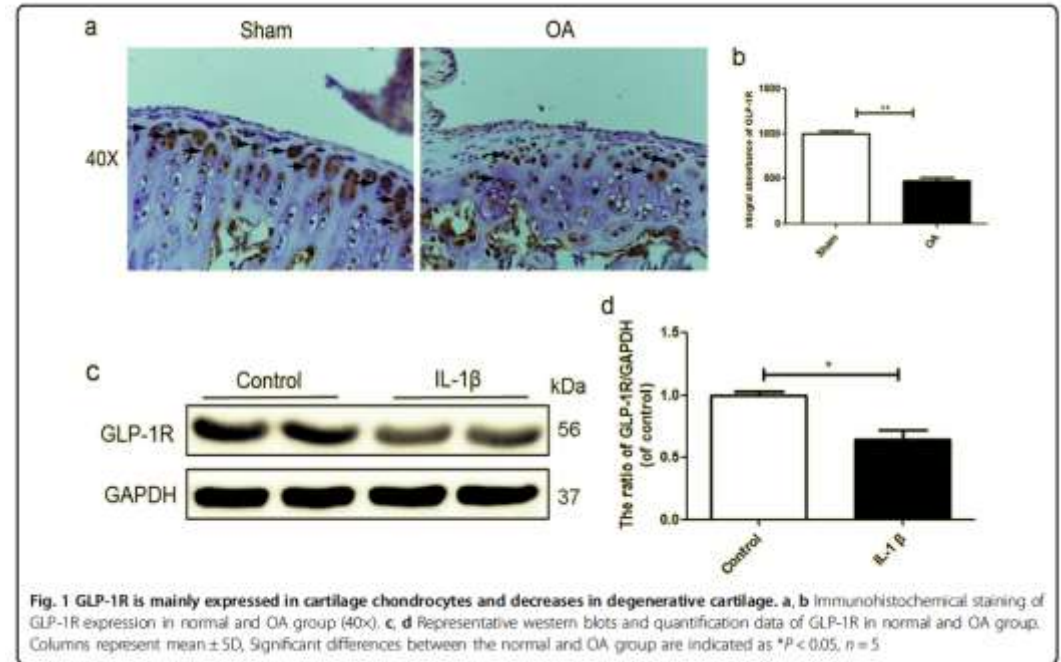 a
Sham
OA
40X
b
Integral absorbance of GLP-1R
1500
1000
500
0
**
Sham
OA
c
Control
IL-1β
kDa
GLP-1R
56
GAPDH
37
d
The ratio of GLP-1R/GAPDH
(of control)
1.5
1.0
0.5
0.0
*
Control
IL-1 β
Fig. 1 GLP-1R is mainly expressed in cartilage chondrocytes and decreases in degenerative cartilage. a, b Immunohistochemical staining of
GLP-1R expression in normal and OA group (40×). c, d Representative western blots and quantification data of GLP-1R in normal and OA group.
Columns represent mean ± SD, Significant differences between the normal and OA group are indicated as *P < 0.05, n = 5